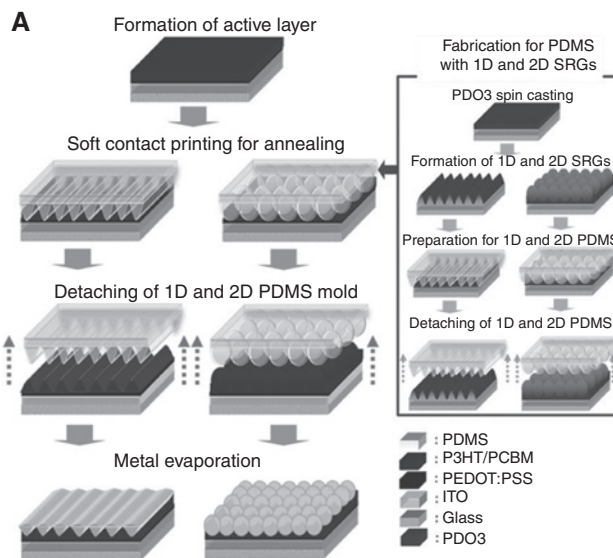 A
Formation of active layer
Soft contact printing for annealing
Detaching of 1D and 2D PDMS mold
Metal evaporation
Fabrication for PDMS
with 1D and 2D SRGs
PDO3 spin casting
Formation of 1D and 2D SRGs
Preparation for 1D and 2D PDMS
Detaching of 1D and 2D PDMS
: PDMS
: P3HT/PCBM
: PEDOT:PSS
: ITO
: Glass
: PDO3